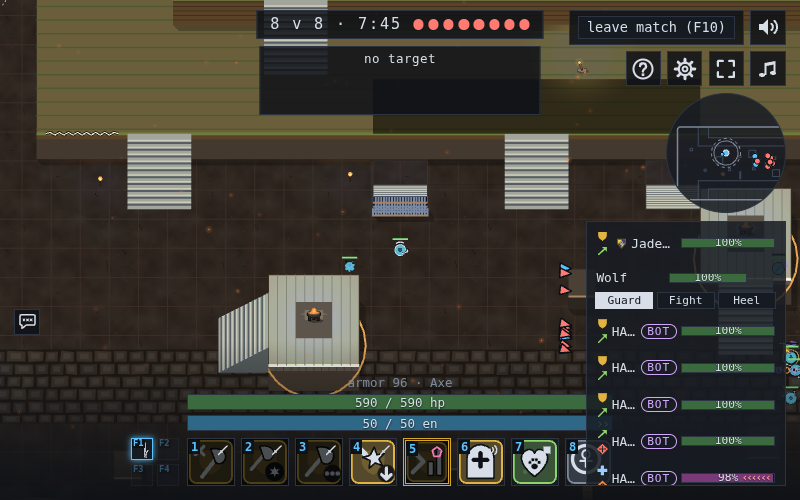 8 v 8 · 7:45
leave match (F10)
no target
Jade… 100%
Wolf 100%
Guard Fight Heel
HA… BOT 100%
HA… BOT 100%
HA… BOT 100%
HA… BOT 100%
HA… BOT 98%
armor 96 · Axe
590 / 590 hp
50 / 50 en
F1 F2
F3 F4
1 2 3 4 5 6 7 8